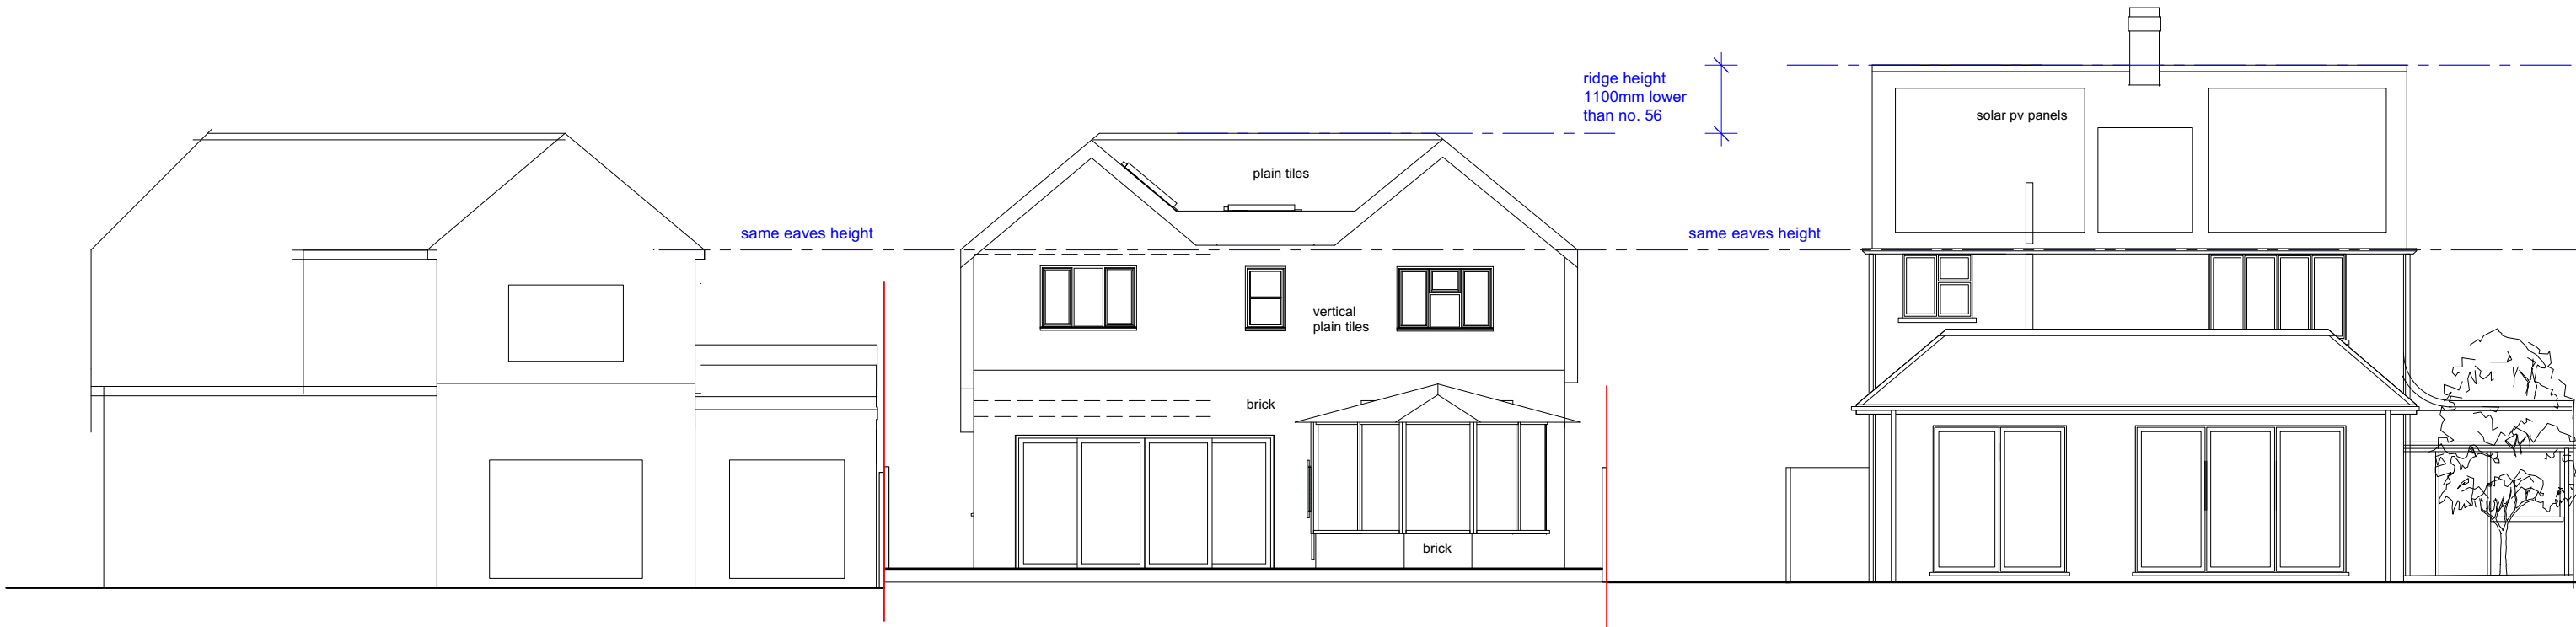 ridge height
1100mm lower
than no. 56
solar pv panels
plain tiles
same eaves height
same eaves height
vertical
plain tiles
brick
brick